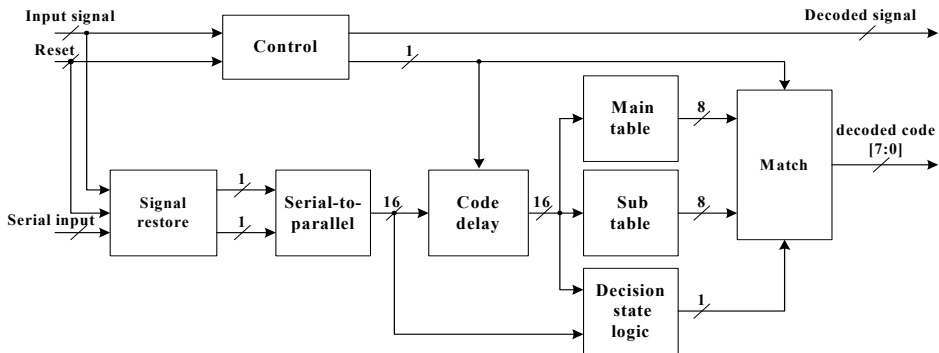 Input signal
Decoded signal
Control
Reset
1
Main
table
8
decoded code
[7:0]
Match
Signal
restore
1
1
Serial-to-
parallel
16
Code
delay
16
Sub
table
8
Serial input
Decision
state
logic
1